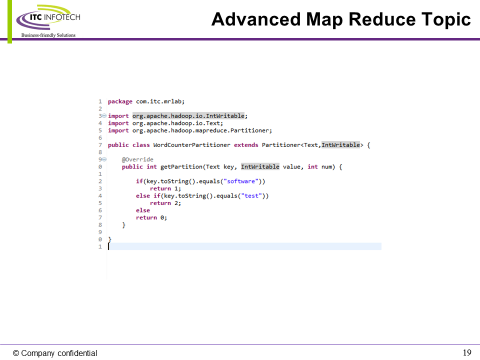 ITC INFOTECH
Business-friendly Solutions
Advanced Map Reduce Topic
1 package com.itc.mrlab;
2
3 import org.apache.hadoop.io.IntWritable;
4 import org.apache.hadoop.io.Text;
5 import org.apache.hadoop.mapreduce.Partitioner;
6
7 public class WordCounterPartitioner extends Partitioner<Text,IntWritable> {
8
9 @Override
0 public int getPartition(Text key, IntWritable value, int num) {
1
2 if(key.toString().equals("software"))
3 return 1;
4 else if(key.toString().equals("test"))
5 return 2;
6 else
7 return 0;
8 }
9
0 }
1
© Company confidential
19